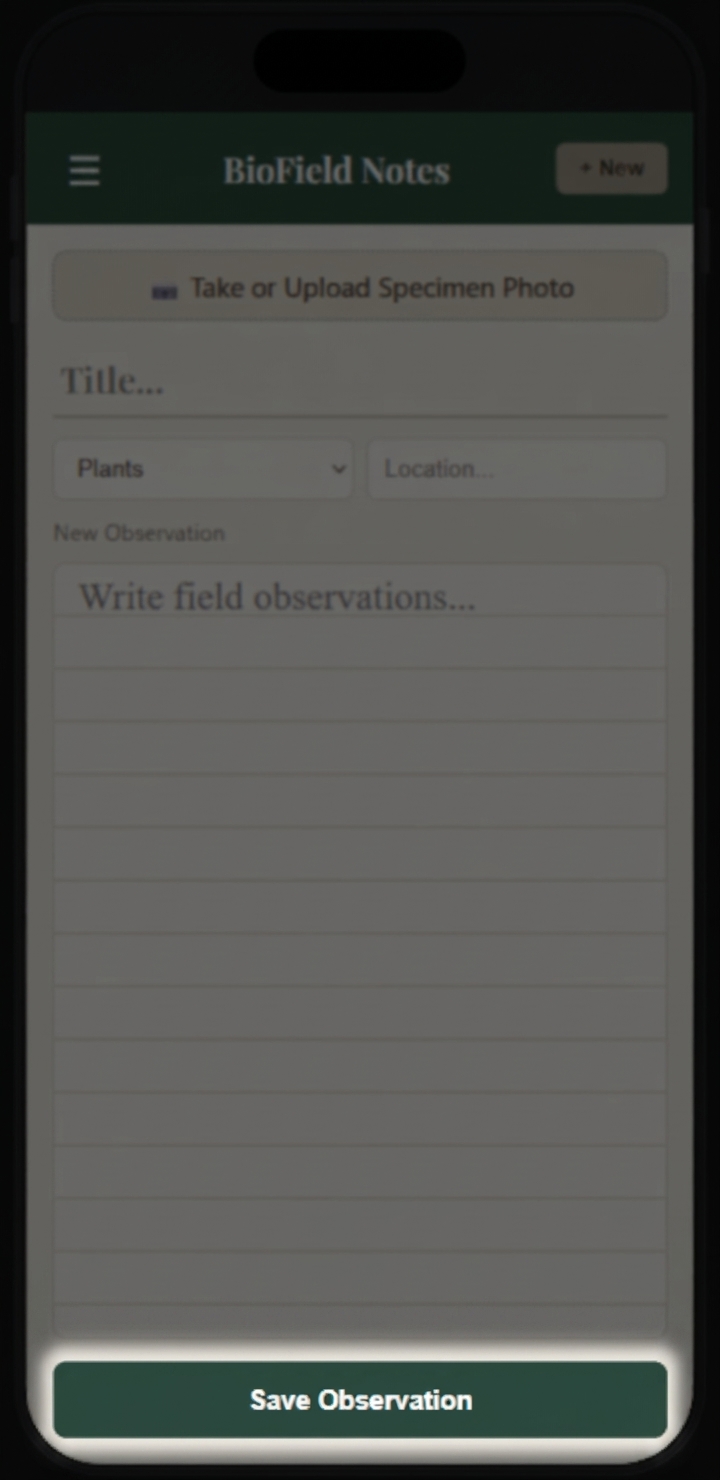 ☰ BioField Notes + New
Take or Upload Specimen Photo
Title...
Plants Location...
New Observation
Write field observations...
Save Observation